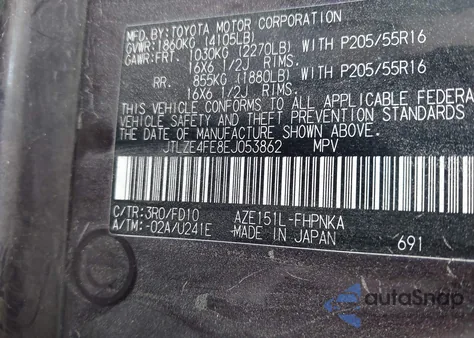 MFD. BY: TOYOTA MOTOR CORPORATION
GVWR: 1860KG (4105LB)
GAWR: FRT. 1030KG (2270LB) WITH P205/55R16
16X6 1/2J RIMS
RR. 855KG (1880LB) WITH P205/55R16
16X6 1/2J RIMS
THIS VEHICLE CONFORMS TO ALL APPLICABLE FEDERA
VEHICLE SAFETY AND THEFT PREVENTION STANDARDS
DATE OF MANUFACTURE SHOWN ABOVE.
JTLZE4FE8EJ053862 MPV
C/TR: 3R0/FD10 AZE151L-FHPNKA
A/TM: -02A/U241E MADE IN JAPAN
691
autoSnap